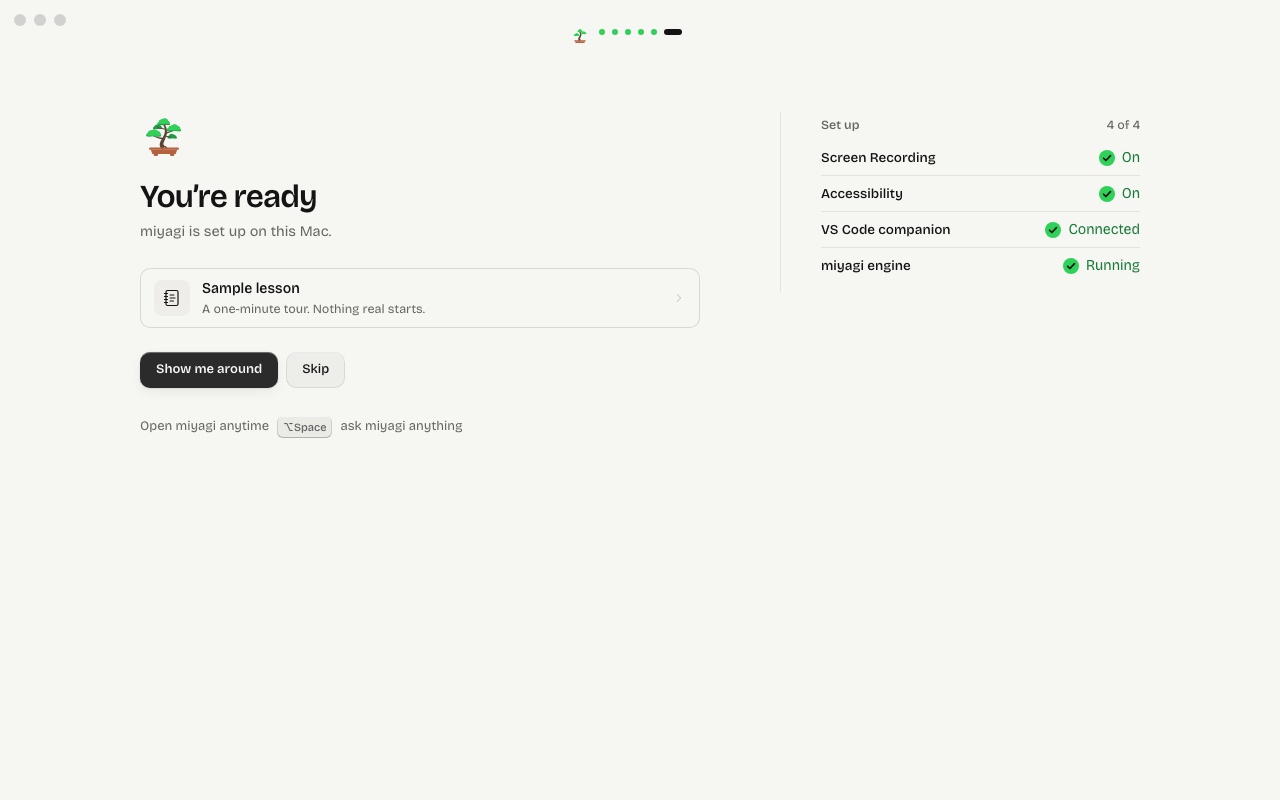 You're ready
miyagi is set up on this Mac.
Sample lesson
A one-minute tour. Nothing real starts.
Show me around
Skip
Open miyagi anytime ⌥Space ask miyagi anything
Set up 4 of 4
Screen Recording On
Accessibility On
VS Code companion Connected
miyagi engine Running